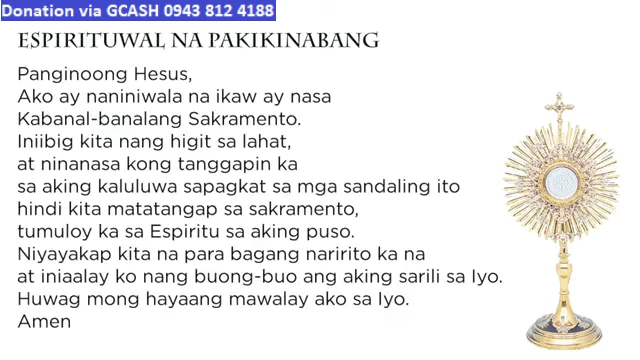 Donation via GCASH 0943 812 4188
ESPIRITUWAL NA PAKIKINABANG
Panginoong Hesus,
Ako ay naniniwala na ikaw ay nasa
Kabanal-banalang Sakramento.
Iniibig kita nang higit sa lahat,
at ninanasa kong tanggapin ka
sa aking kaluluwa sapagkat sa mga sandaling ito
hindi kita matatangap sa sakramento,
tumuloy ka sa Espiritu sa aking puso.
Niyayakap kita na para bagang naririto ka na
at iniaalay ko nang buong-buo ang aking sarili sa Iyo.
Huwag mong hayaang mawalay ako sa Iyo.
Amen